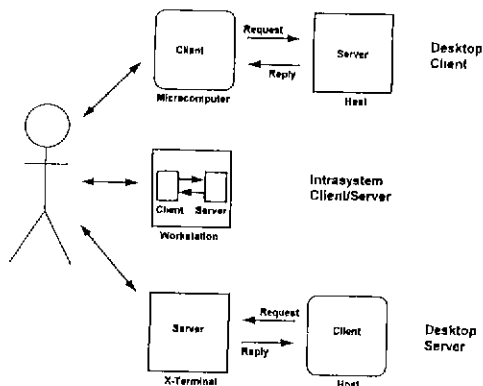 Request
Client
Server
Desktop
Client
Reply
Microcomputer
Host
Intrasystem
Client/Server
Client Server
Workstation
Request
Server
Client
Desktop
Server
Reply
X-Terminal
Host